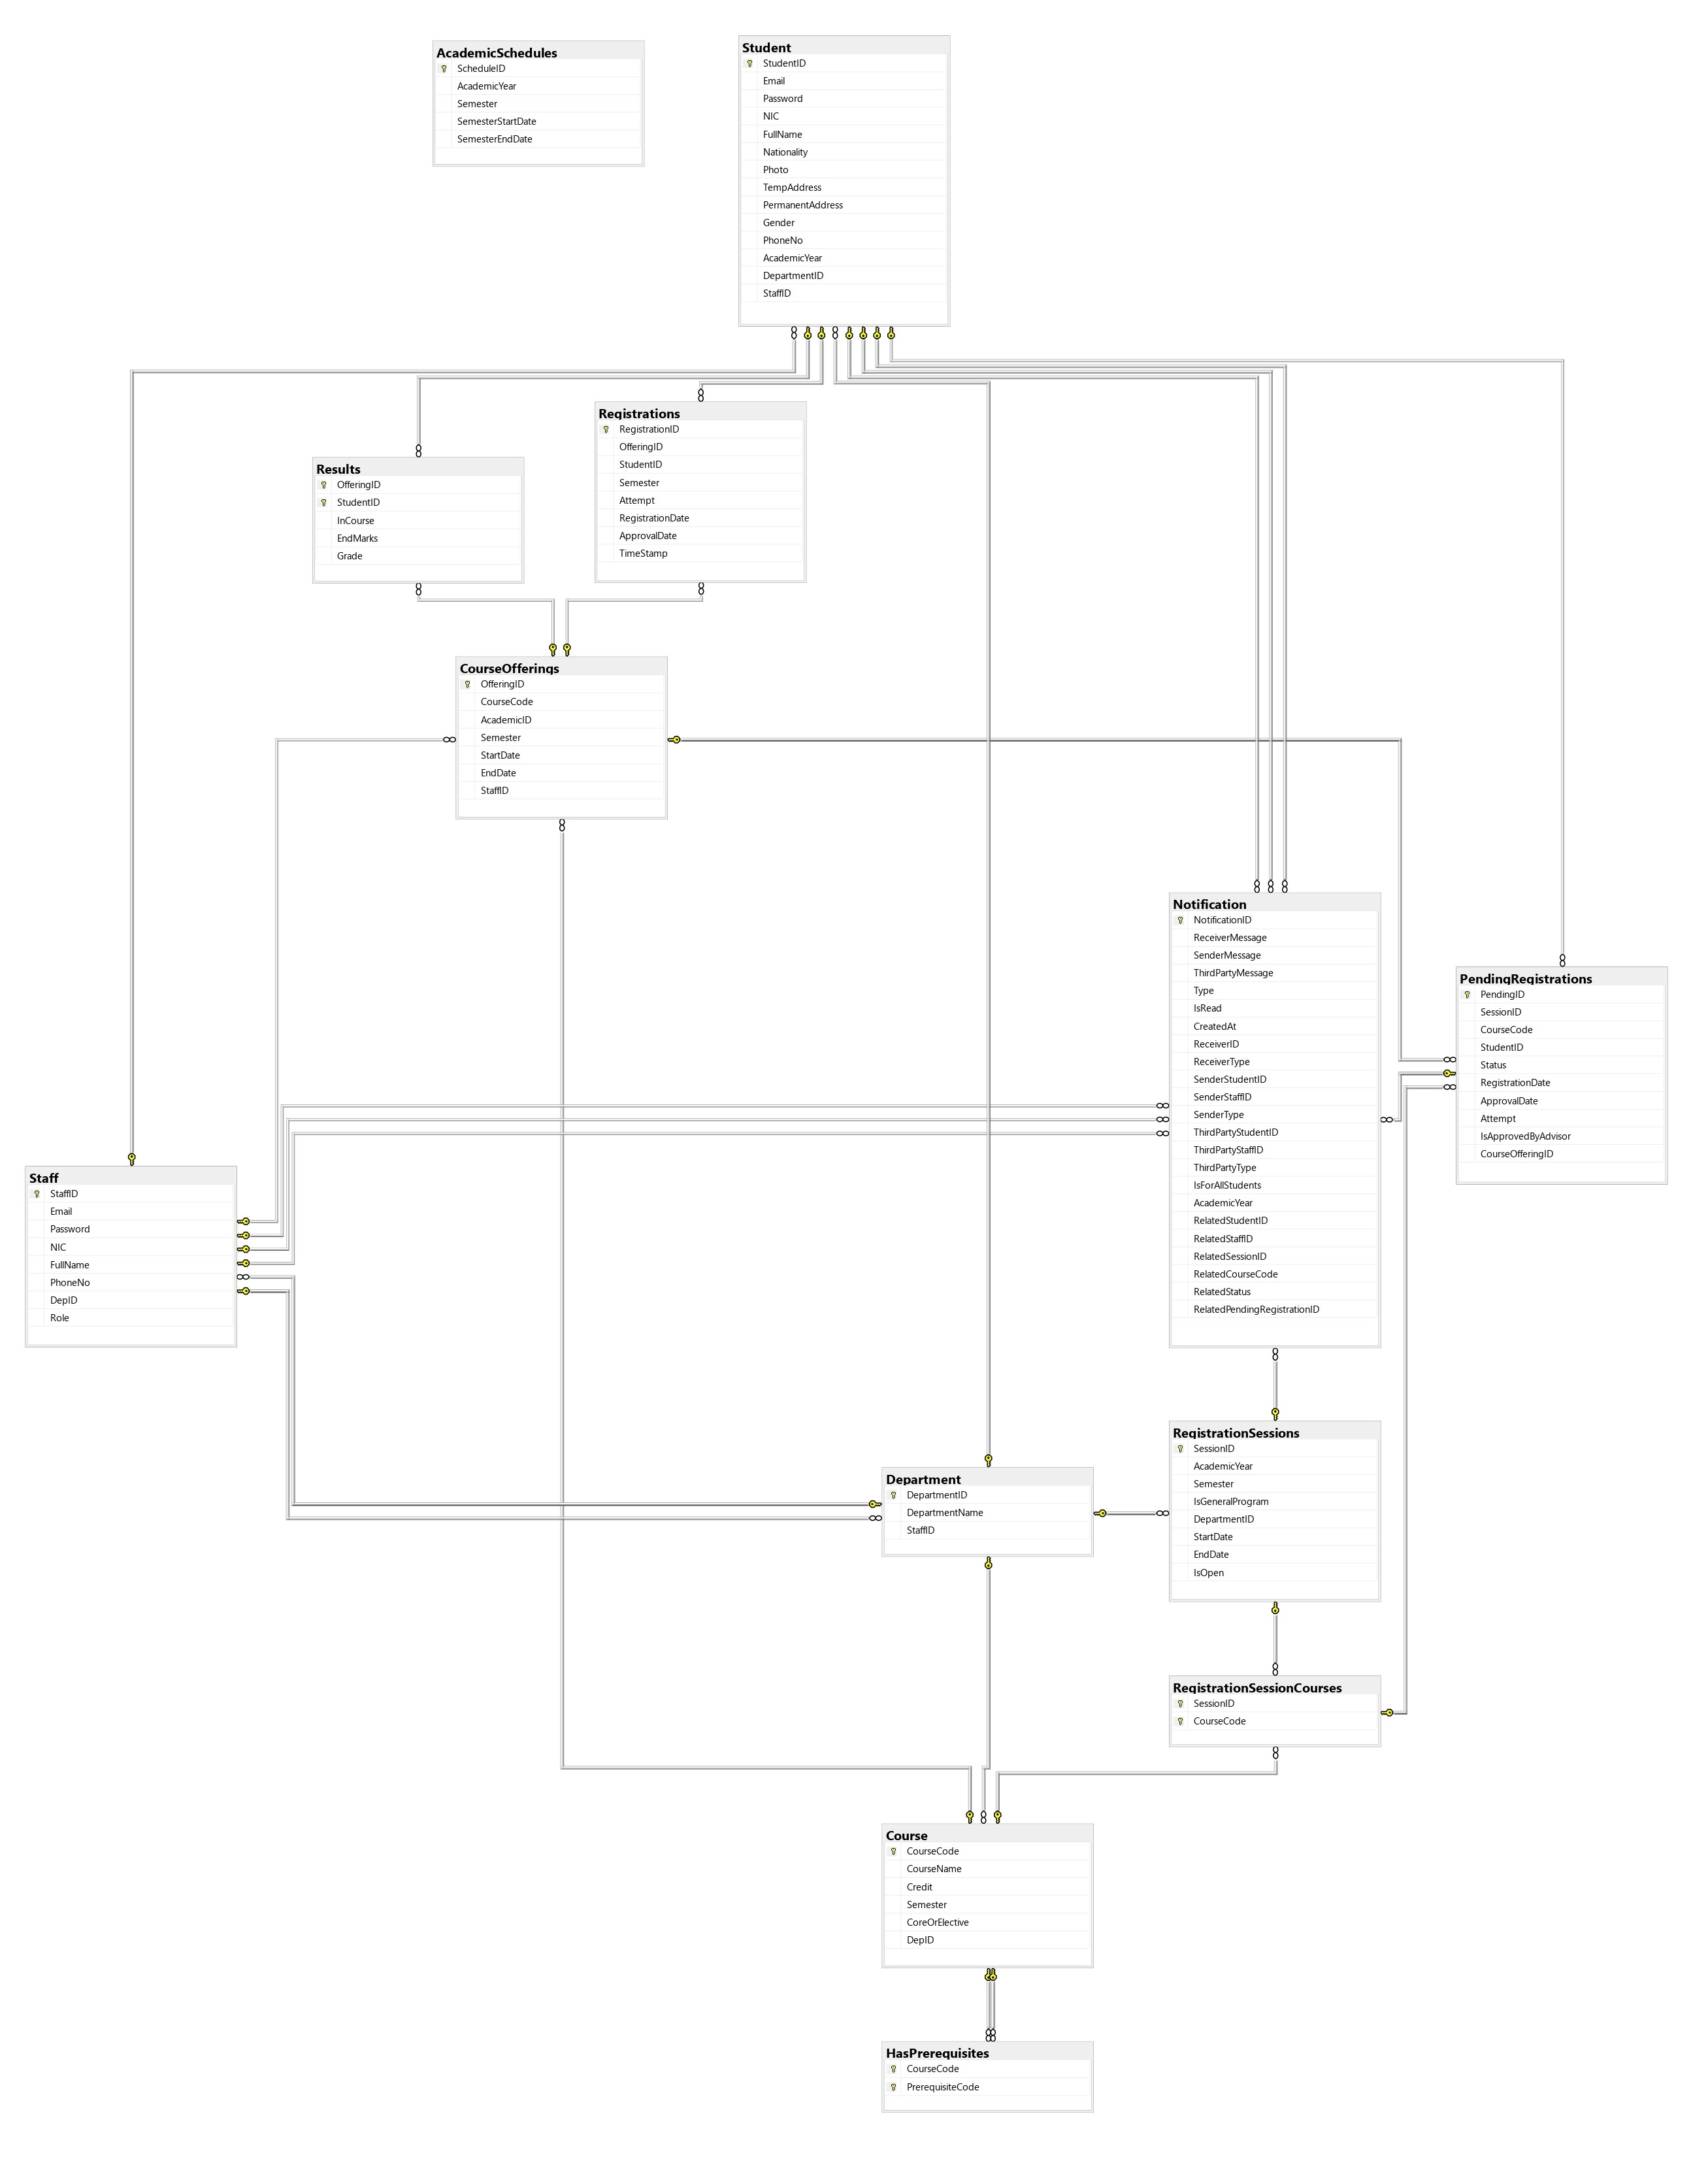 AcademicSchedules
ScheduleID
AcademicYear
Semester
SemesterStartDate
SemesterEndDate
Student
StudentID
Email
Password
NIC
FullName
Nationality
Photo
TempAddress
PermanentAddress
Gender
PhoneNo
AcademicYear
DepartmentID
StaffID
Registrations
RegistrationID
OfferingID
StudentID
Semester
Attempt
RegistrationDate
ApprovalDate
TimeStamp
Results
OfferingID
StudentID
InCourse
EndMarks
Grade
CourseOfferings
OfferingID
CourseCode
AcademicID
Semester
StartDate
EndDate
StaffID
Notification
NotificationID
ReceiverMessage
SenderMessage
ThirdPartyMessage
Type
IsRead
CreatedAt
ReceiverID
ReceiverType
SenderStudentID
SenderStaffID
SenderType
ThirdPartyStudentID
ThirdPartyStaffID
ThirdPartyType
IsForAllStudents
AcademicYear
RelatedStudentID
RelatedStaffID
RelatedSessionID
RelatedCourseCode
RelatedStatus
RelatedPendingRegistrationID
PendingRegistrations
PendingID
SessionID
CourseCode
StudentID
Status
RegistrationDate
ApprovalDate
Attempt
IsApprovedByAdvisor
CourseOfferingID
Staff
StaffID
Email
Password
NIC
FullName
PhoneNo
DepID
Role
RegistrationSessions
SessionID
AcademicYear
Semester
IsGeneralProgram
DepartmentID
StartDate
EndDate
IsOpen
Department
DepartmentID
DepartmentName
StaffID
RegistrationSessionCourses
SessionID
CourseCode
Course
CourseCode
CourseName
Credit
Semester
CoreOrElective
DepID
HasPrerequisites
CourseCode
PrerequisiteCode